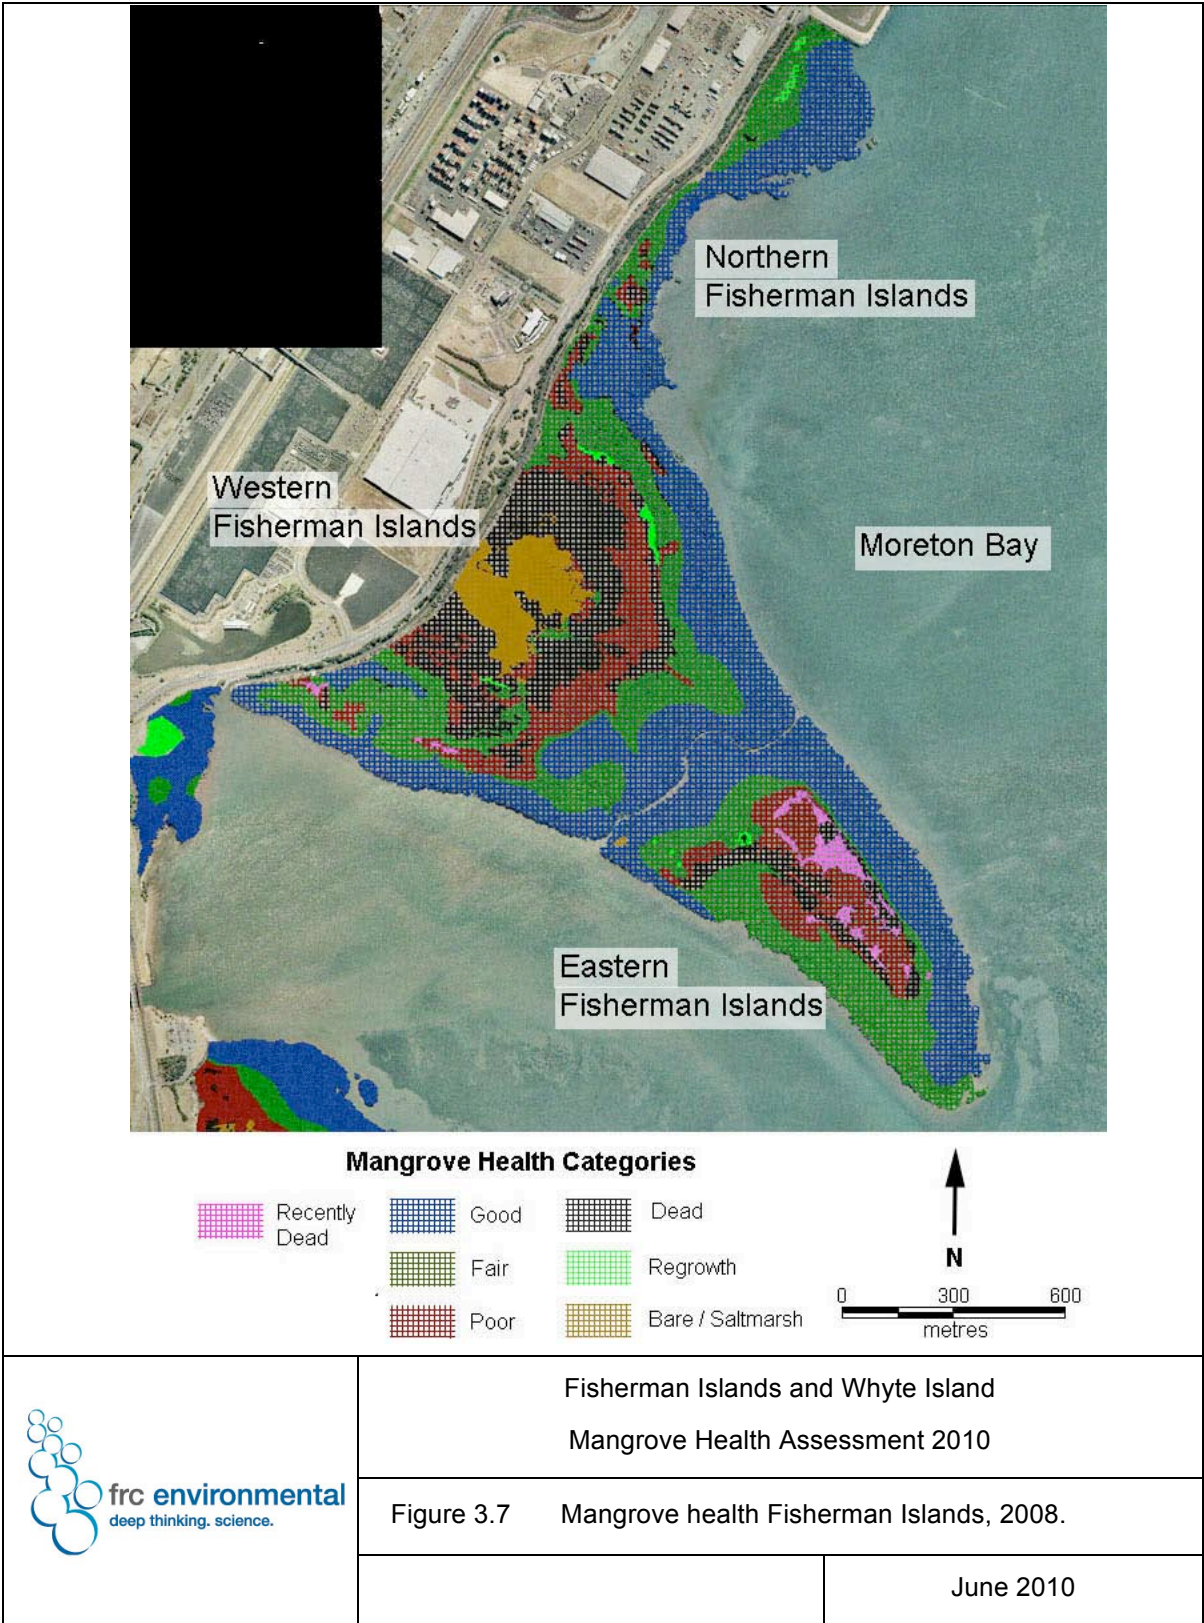 Northern
Fisherman Islands
Western
Fisherman Islands
Moreton Bay
Eastern
Fisherman Islands
Mangrove Health Categories
Recently
Dead
Good
Dead
Fair
Regrowth
Poor
Bare / Saltmarsh
N
0 300 600
metres
frc environmental
deep thinking. science.
Fisherman Islands and Whyte Island
Mangrove Health Assessment 2010
Figure 3.7 Mangrove health Fisherman Islands, 2008.
June 2010